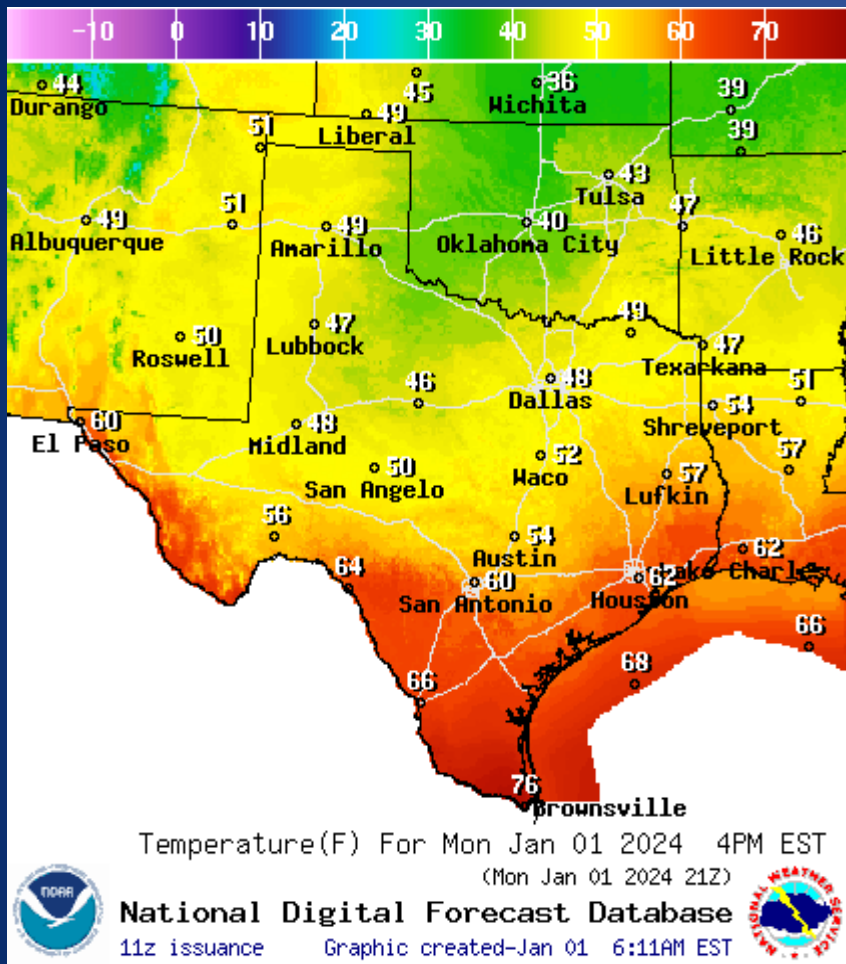 -10 0 10 20 30 40 50 60 70
44
Durango
45
49
Liberal
36
Wichita
39
39
51
43
Tulsa
49
Albuquerque
51
49
Amarillo
40
Oklahoma City
47
46
Little Rock
50
Roswell
47
Lubbock
49
47
Texarkana
46
48
Dallas
51
54
Shreveport
60
El Paso
48
Midland
50
San Angelo
52
Waco
57
Lufkin
57
56
54
Austin
62
Lake Charles
64
60
San Antonio
62
Houston
66
68
66
76
Brownsville
Temperature(F) For Mon Jan 01 2024 4PM EST
(Mon Jan 01 2024 21Z)
National Digital Forecast Database
11z issuance Graphic created-Jan 01 6:11AM EST
NOAA
NATIONAL WEATHER SERVICE